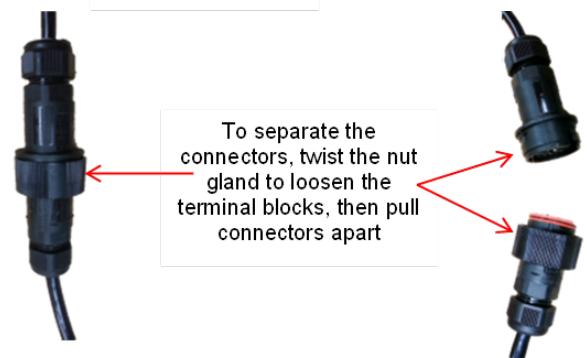 To separate the
connectors, twist the nut
gland to loosen the
terminal blocks, then pull
connectors apart